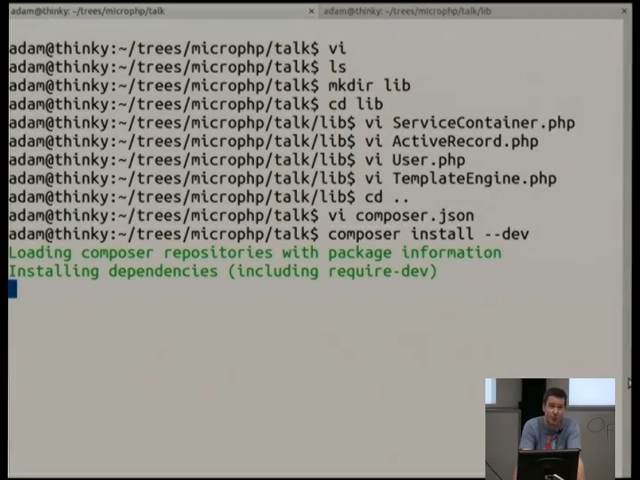 adam@thinky: ~/trees/microphp/talk × adam@thinky: ~/trees/microphp/talk/lib ×
adam@thinky:~/trees/microphp/talk$ vi
adam@thinky:~/trees/microphp/talk$ ls
adam@thinky:~/trees/microphp/talk$ mkdir lib
adam@thinky:~/trees/microphp/talk$ cd lib
adam@thinky:~/trees/microphp/talk/lib$ vi ServiceContainer.php
adam@thinky:~/trees/microphp/talk/lib$ vi ActiveRecord.php
adam@thinky:~/trees/microphp/talk/lib$ vi User.php
adam@thinky:~/trees/microphp/talk/lib$ vi TemplateEngine.php
adam@thinky:~/trees/microphp/talk/lib$ cd ..
adam@thinky:~/trees/microphp/talk$ vi composer.json
adam@thinky:~/trees/microphp/talk$ composer install --dev
Loading composer repositories with package information
Installing dependencies (including require-dev)